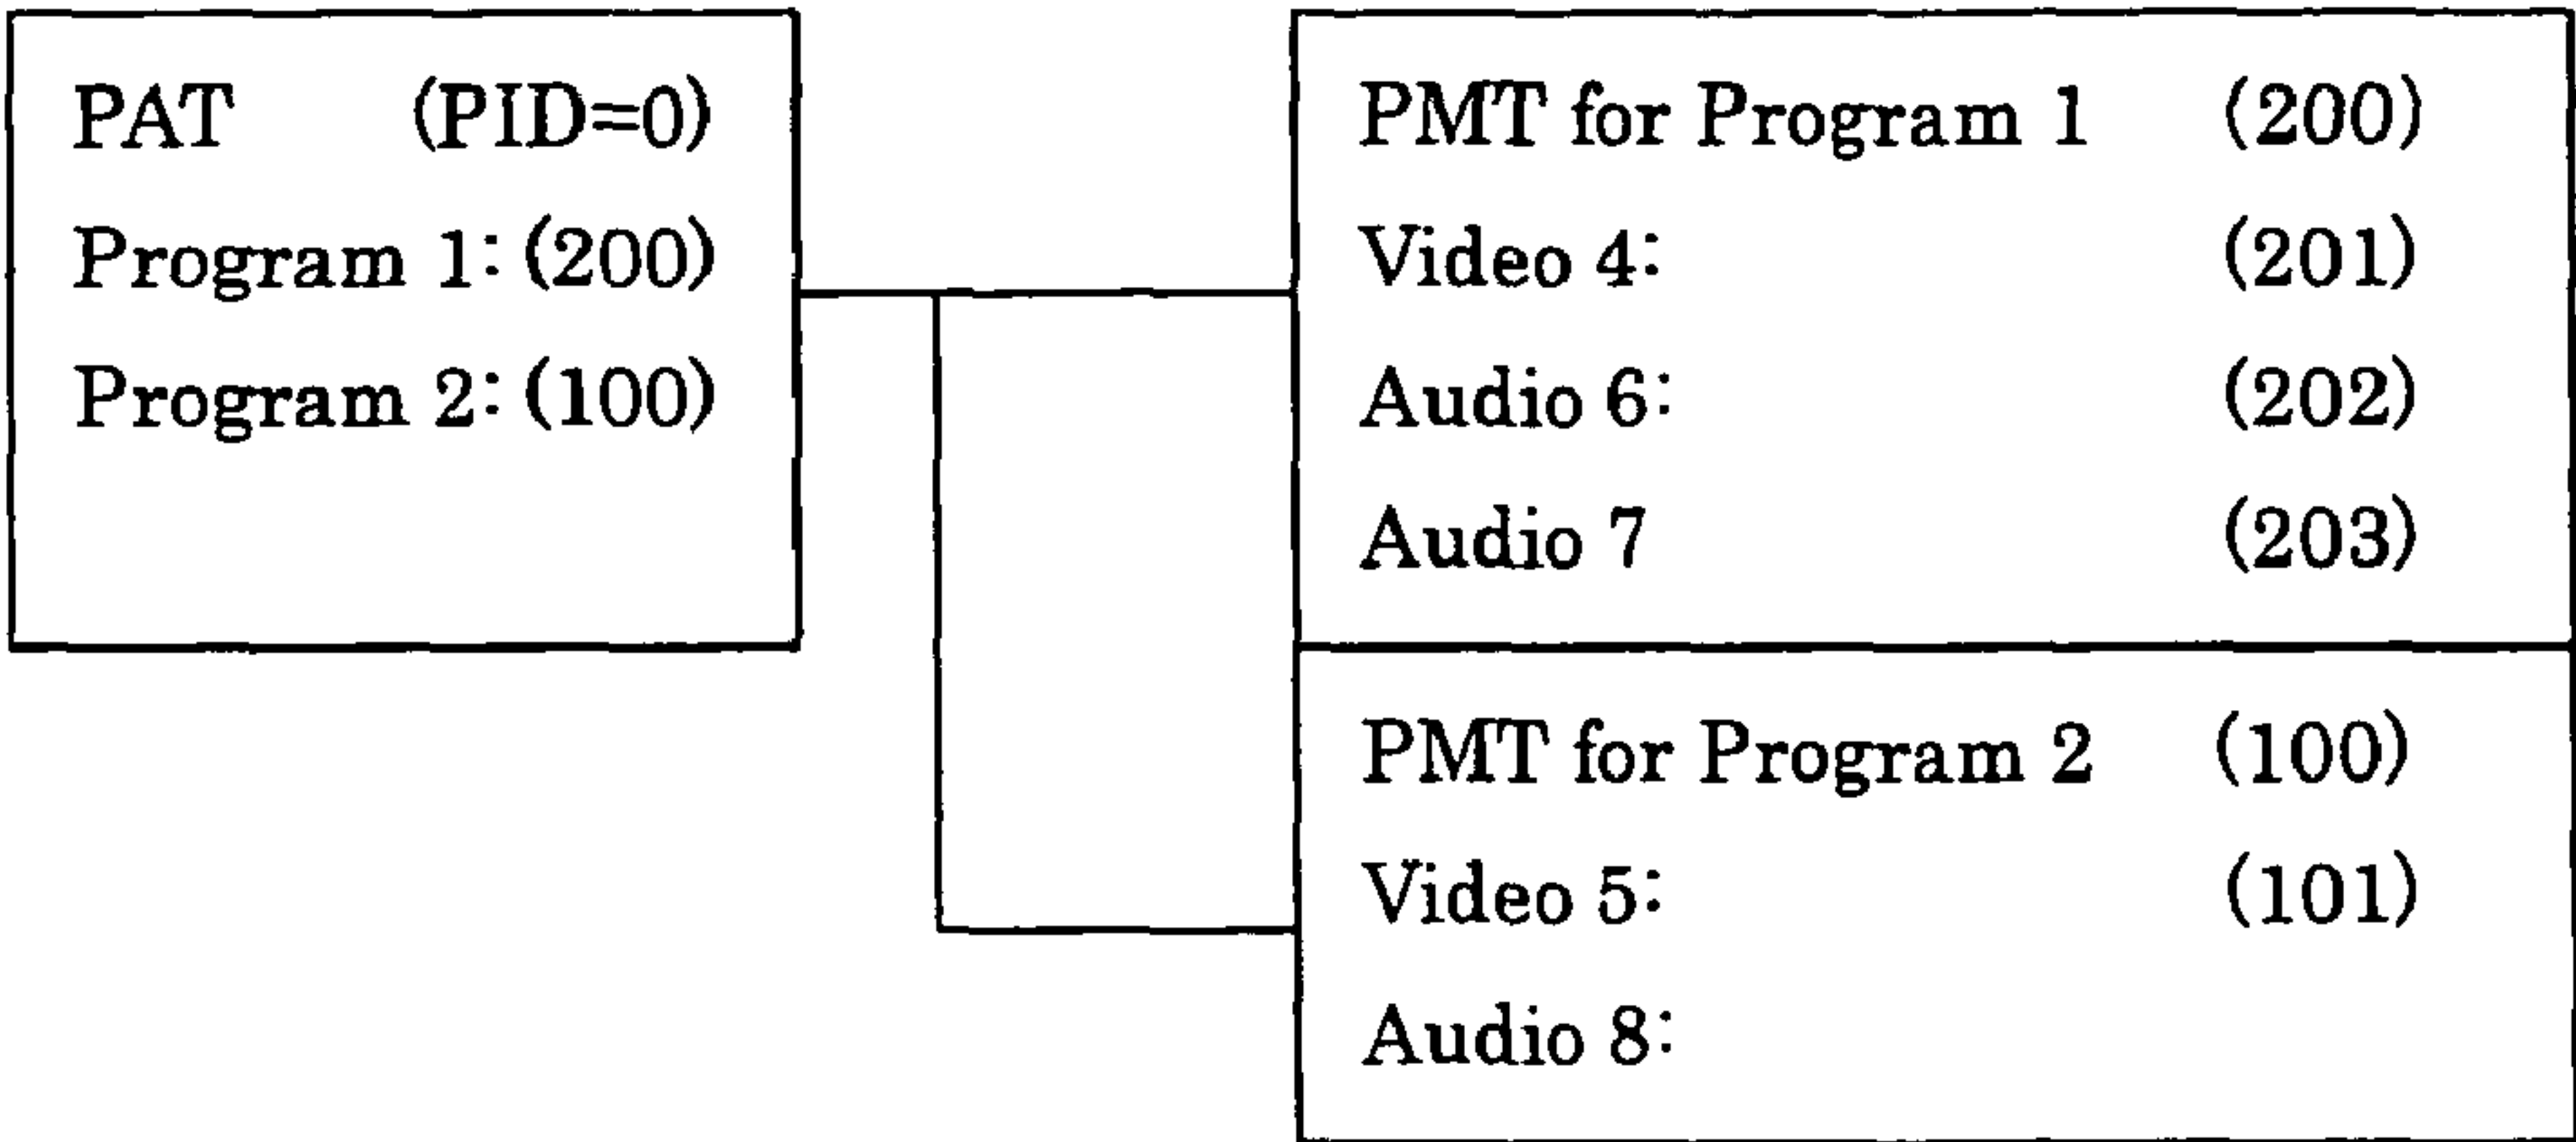 PAT (PID=0)
Program 1: (200)
Program 2: (100)
PMT for Program 1 (200)
Video 4: (201)
Audio 6: (202)
Audio 7 (203)
PMT for Program 2 (100)
Video 5: (101)
Audio 8: